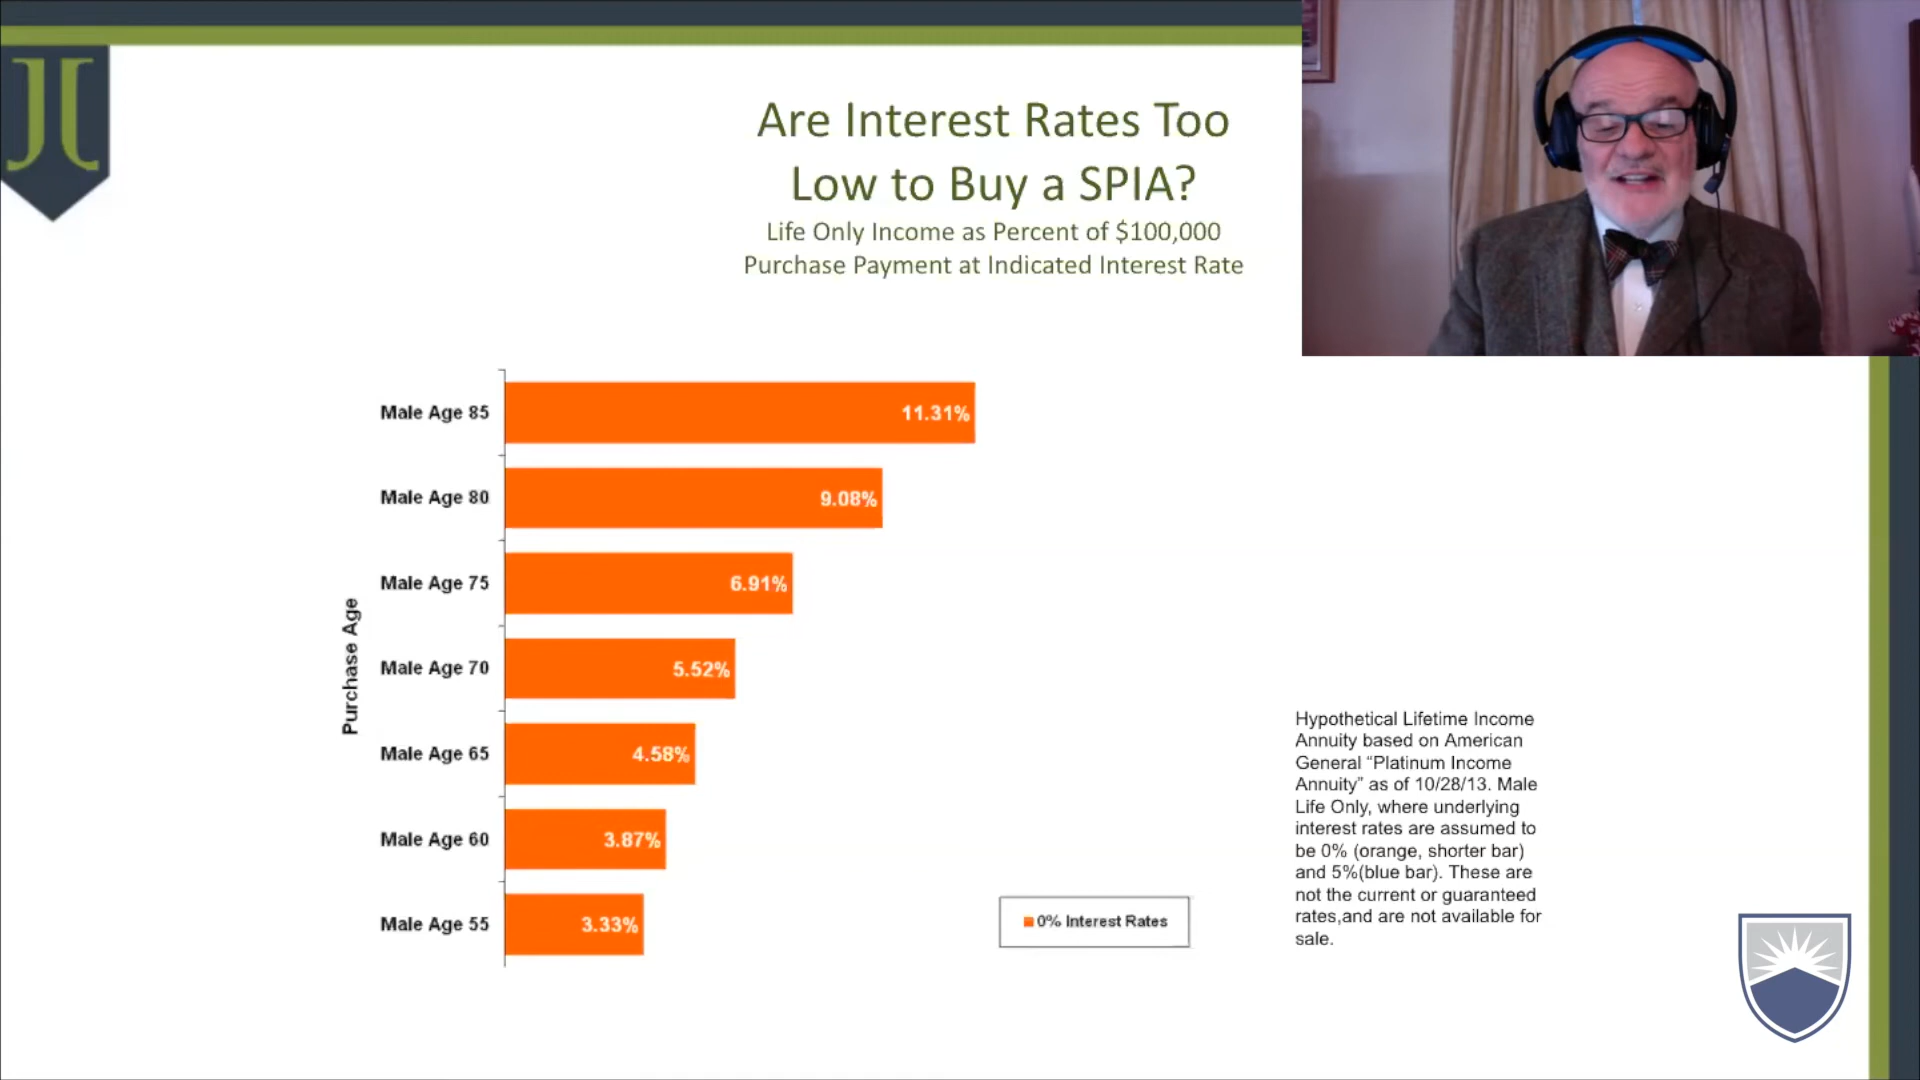 Are Interest Rates Too
Low to Buy a SPIA?
Life Only Income as Percent of $100,000
Purchase Payment at Indicated Interest Rate
Purchase Age
Male Age 85
11.31%
Male Age 80
9.08%
Male Age 75
6.91%
Male Age 70
5.52%
Male Age 65
4.58%
Male Age 60
3.87%
Male Age 55
3.33%
0% Interest Rates
Hypothetical Lifetime Income
Annuity based on American
General “Platinum Income
Annuity” as of 10/28/13. Male
Life Only, where underlying
interest rates are assumed to
be 0% (orange, shorter bar)
and 5%(blue bar). These are
not the current or guaranteed
rates,and are not available for
sale.